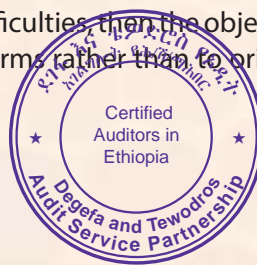 ficulties, then the obje
rms rather than to ori
Certified
Auditors in
Ethiopia
Degefa and Tewodros
Audit Service Partnership